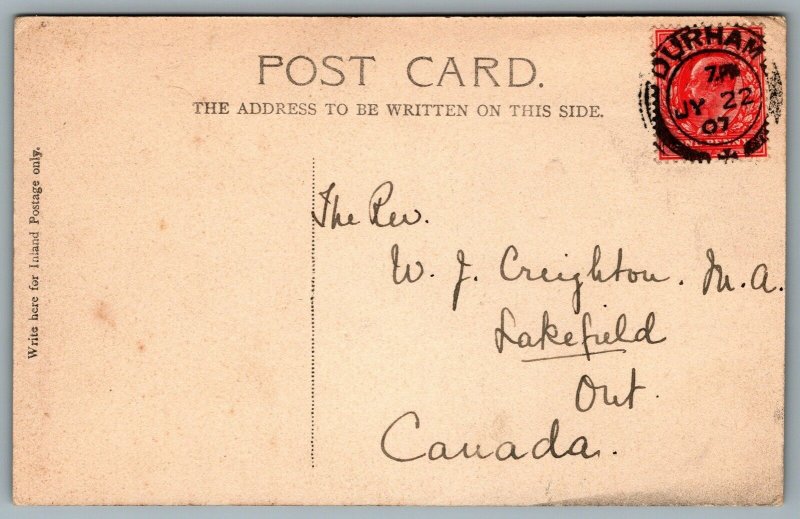 POST CARD.
THE ADDRESS TO BE WRITTEN ON THIS SIDE.
Write here for Inland Postage only.
DURHAM
7 PM
JY 22
07
The Rev.
W. J. Creighton. M.A.
Lakefield
Ont.
Canada.